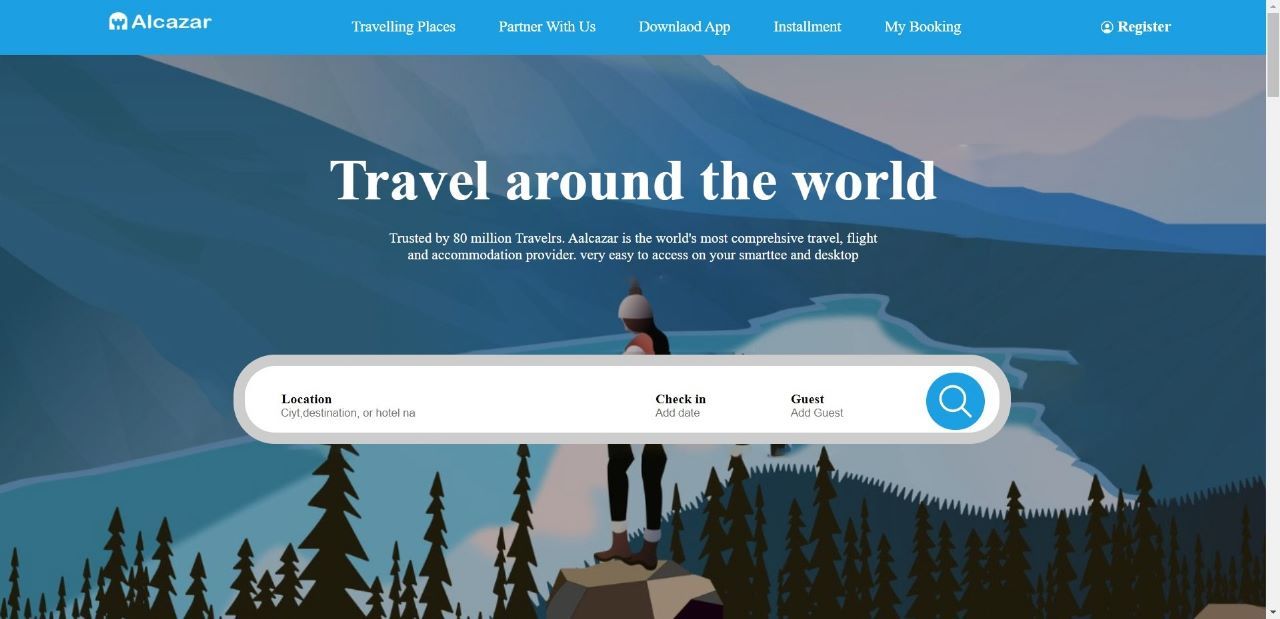 Alcazar
Travelling Places
Partner With Us
Downlaod App
Installment
My Booking
Register
Travel around the world
Trusted by 80 million Travelrs. Aalcazar is the world's most comprehsive travel, flight
and accommodation provider. very easy to access on your smarttee and desktop
Location
Ciyt,destination, or hotel na
Check in
Add date
Guest
Add Guest